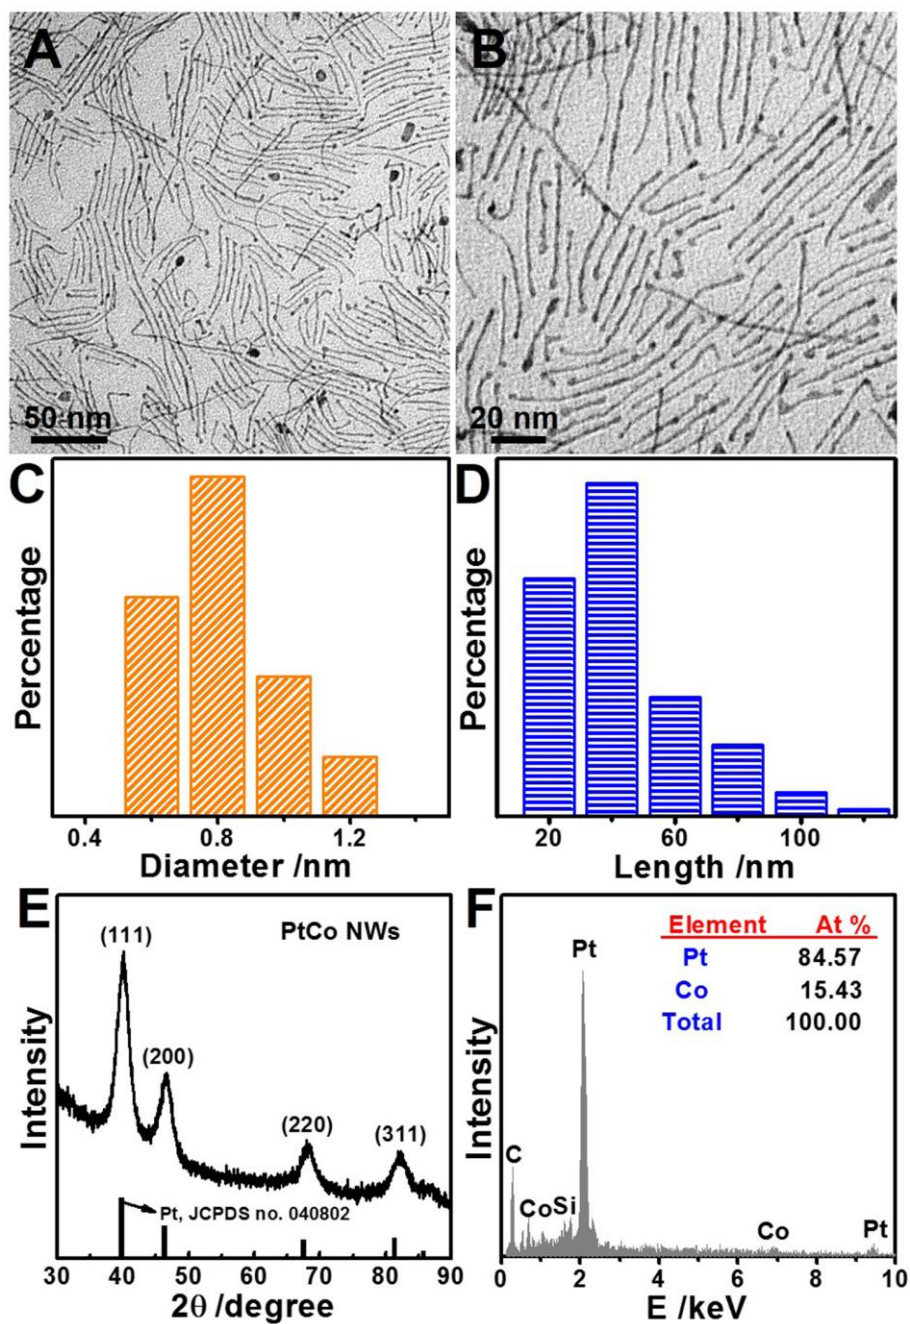 A
50 nm
B
20 nm
C
Percentage
0.4 0.8 1.2
Diameter /nm
D
Percentage
20 60 100
Length /nm
E
PtCo NWs
(111)
(200)
(220)
(311)
Pt, JCPDS no. 040802
Intensity
30 40 50 60 70 80 90
2θ /degree
F
Element At %
Pt 84.57
Co 15.43
Total 100.00
Pt
C
Co
Si
Co
Pt
Intensity
0 2 4 6 8 10
E /keV